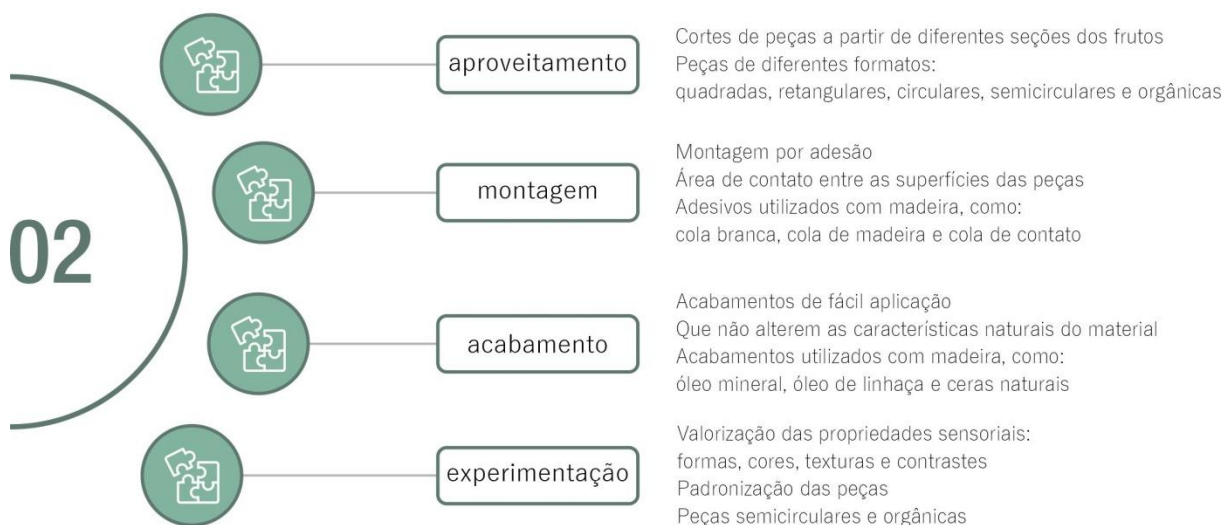 02
aproveitamento
Cortes de peças a partir de diferentes seções dos frutos
Peças de diferentes formatos:
quadradas, retangulares, circulares, semicirculares e orgânicas
montagem
Montagem por adesão
Área de contato entre as superfícies das peças
Adesivos utilizados com madeira, como:
cola branca, cola de madeira e cola de contato
acabamento
Acabamentos de fácil aplicação
Que não alterem as características naturais do material
Acabamentos utilizados com madeira, como:
óleo mineral, óleo de linhaça e ceras naturais
experimentação
Valorização das propriedades sensoriais:
formas, cores, texturas e contrastes
Padronização das peças
Peças semicirculares e orgânicas